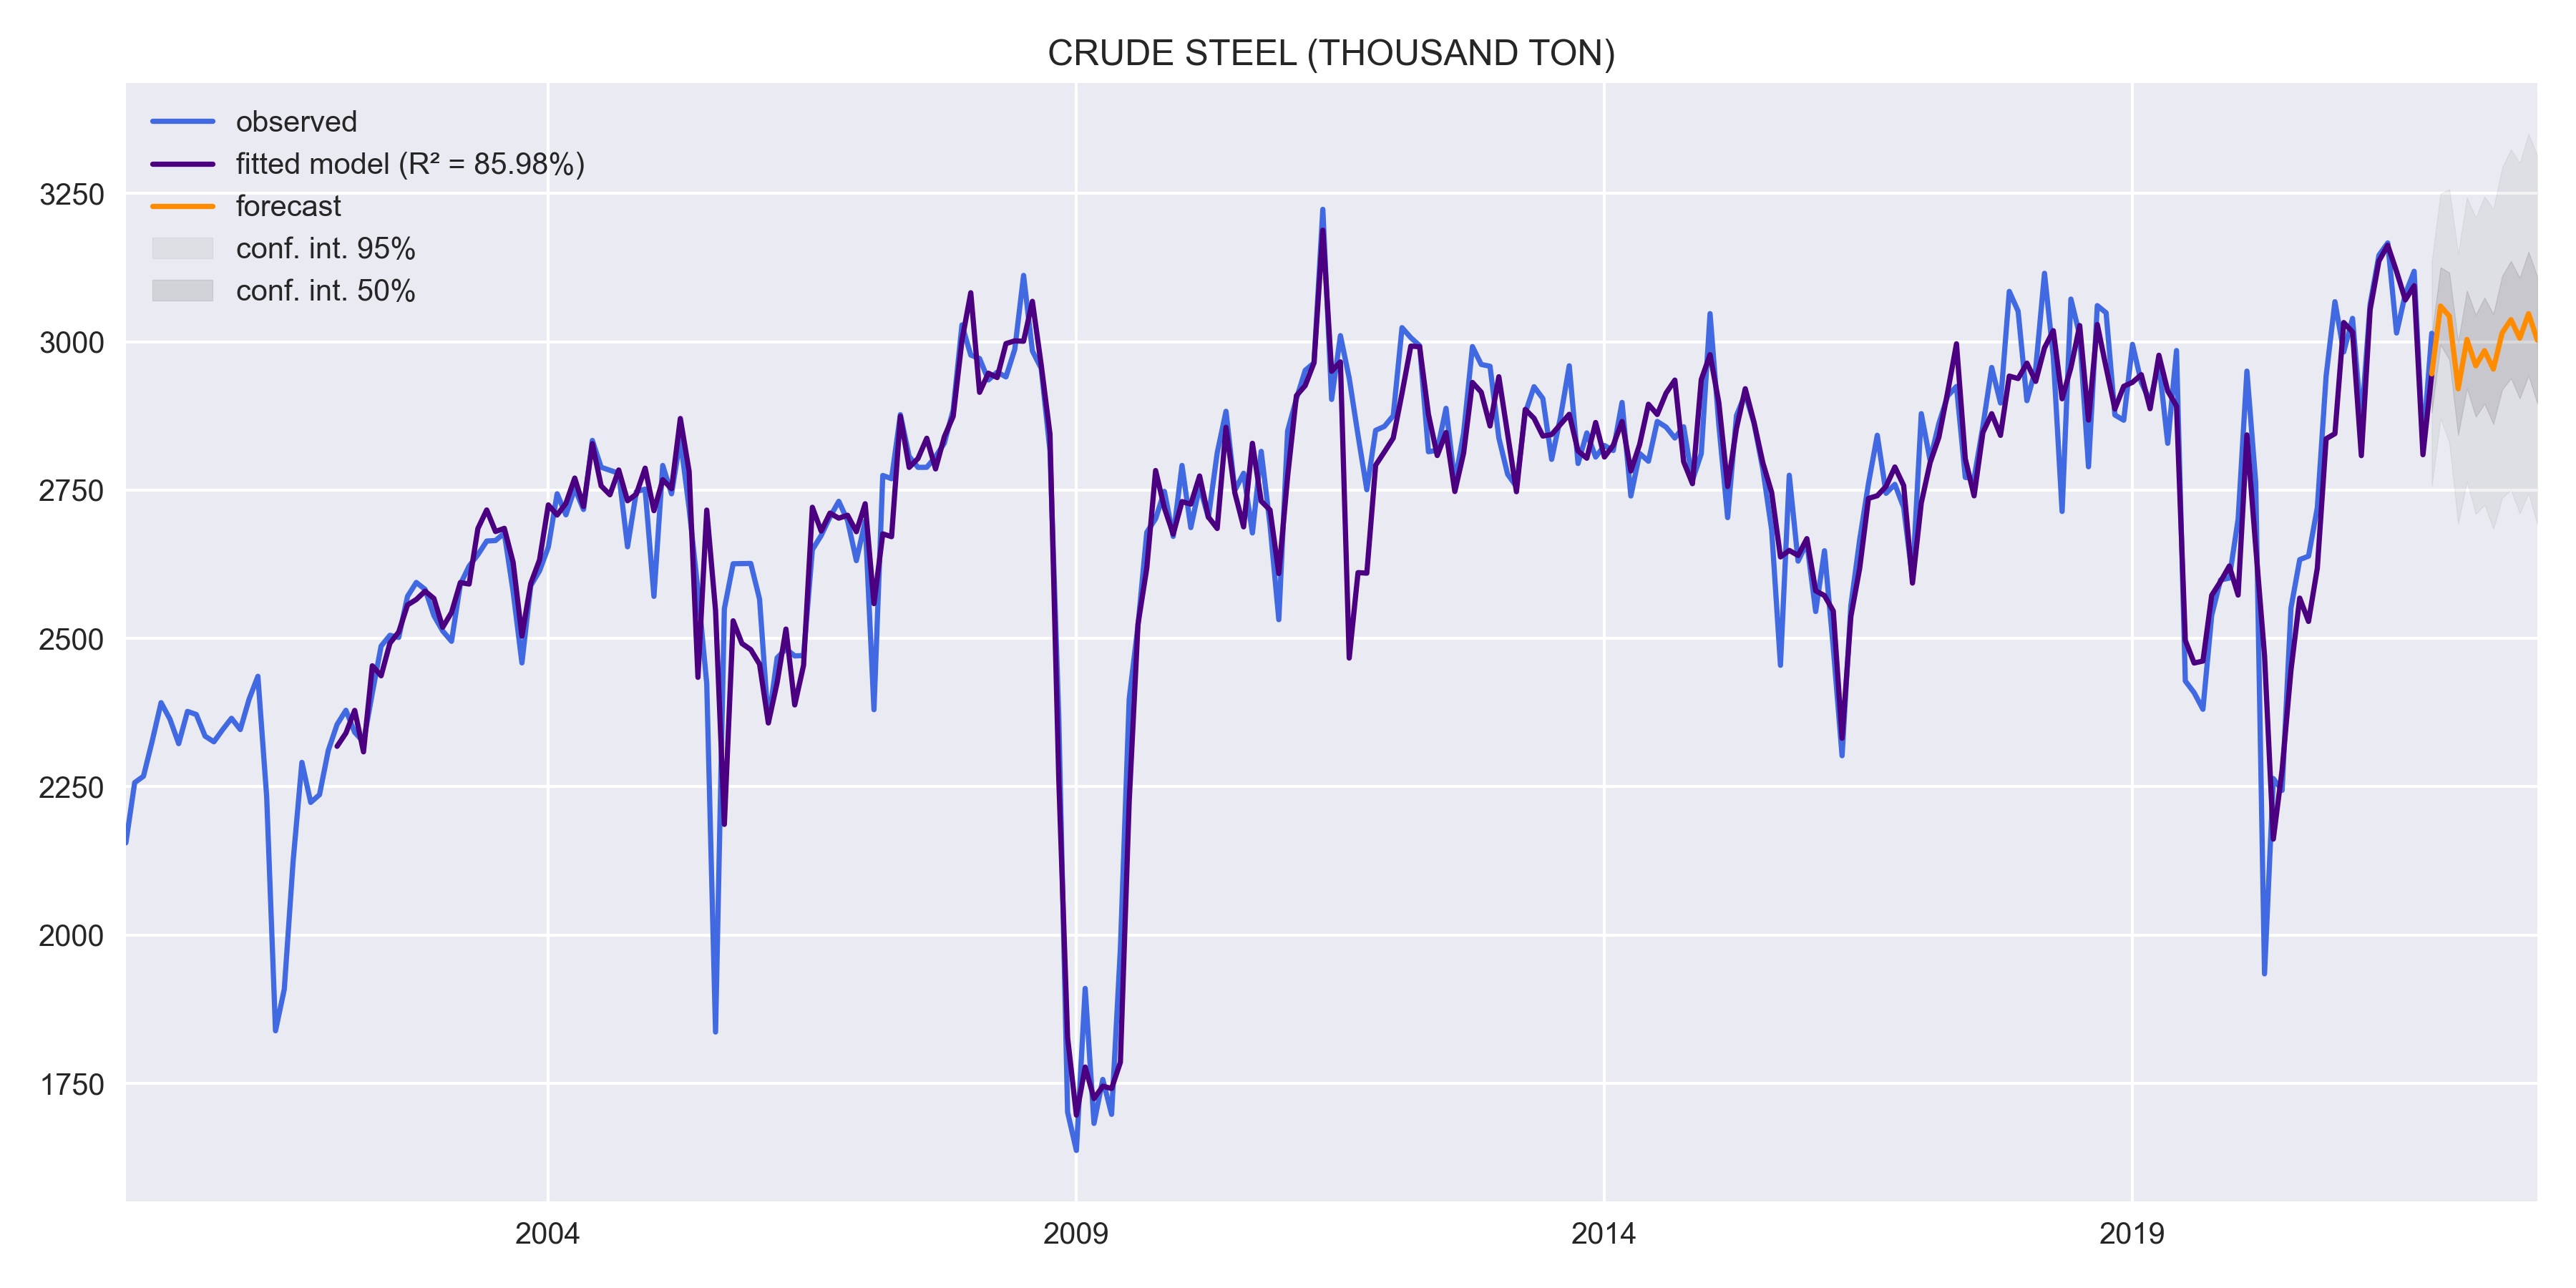 CRUDE STEEL (THOUSAND TON)
observed
fitted model (R² = 85.98%)
forecast
conf. int. 95%
conf. int. 50%
3250
3000
2750
2500
2250
2000
1750
2004 2009 2014 2019